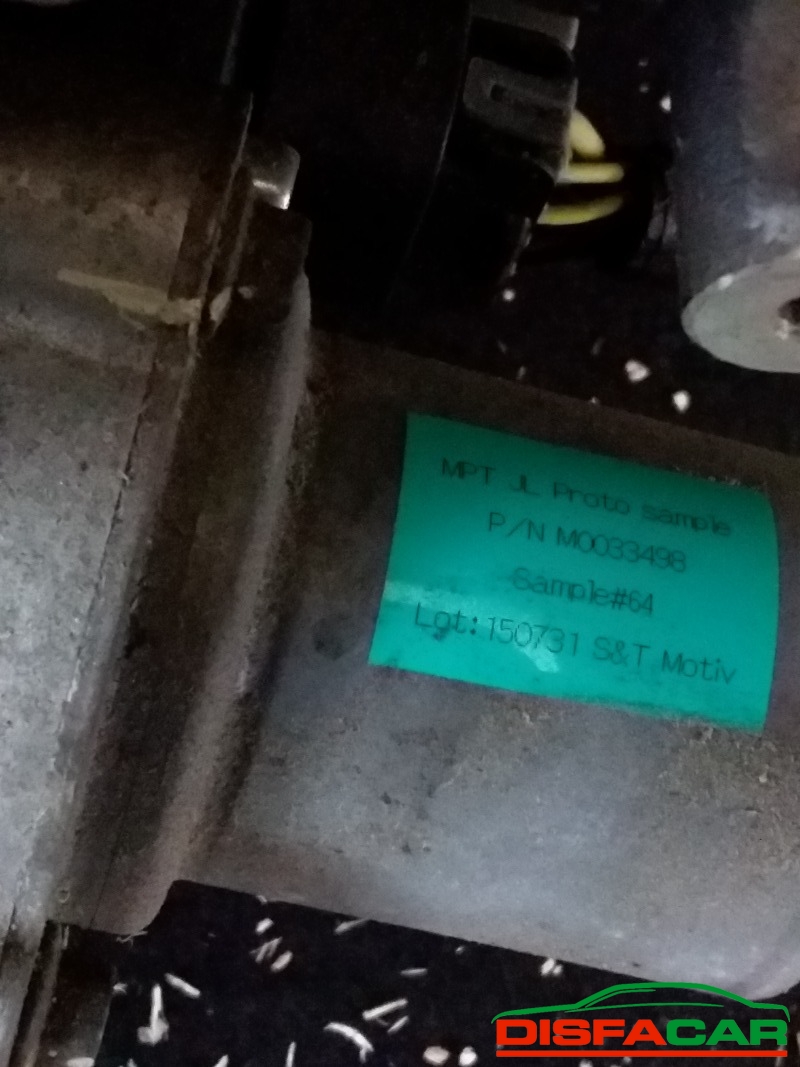 MPT JL Proto sample
P/N M0033498
Sample#64
Lot:150731 S&T Motiv
DISFACAR